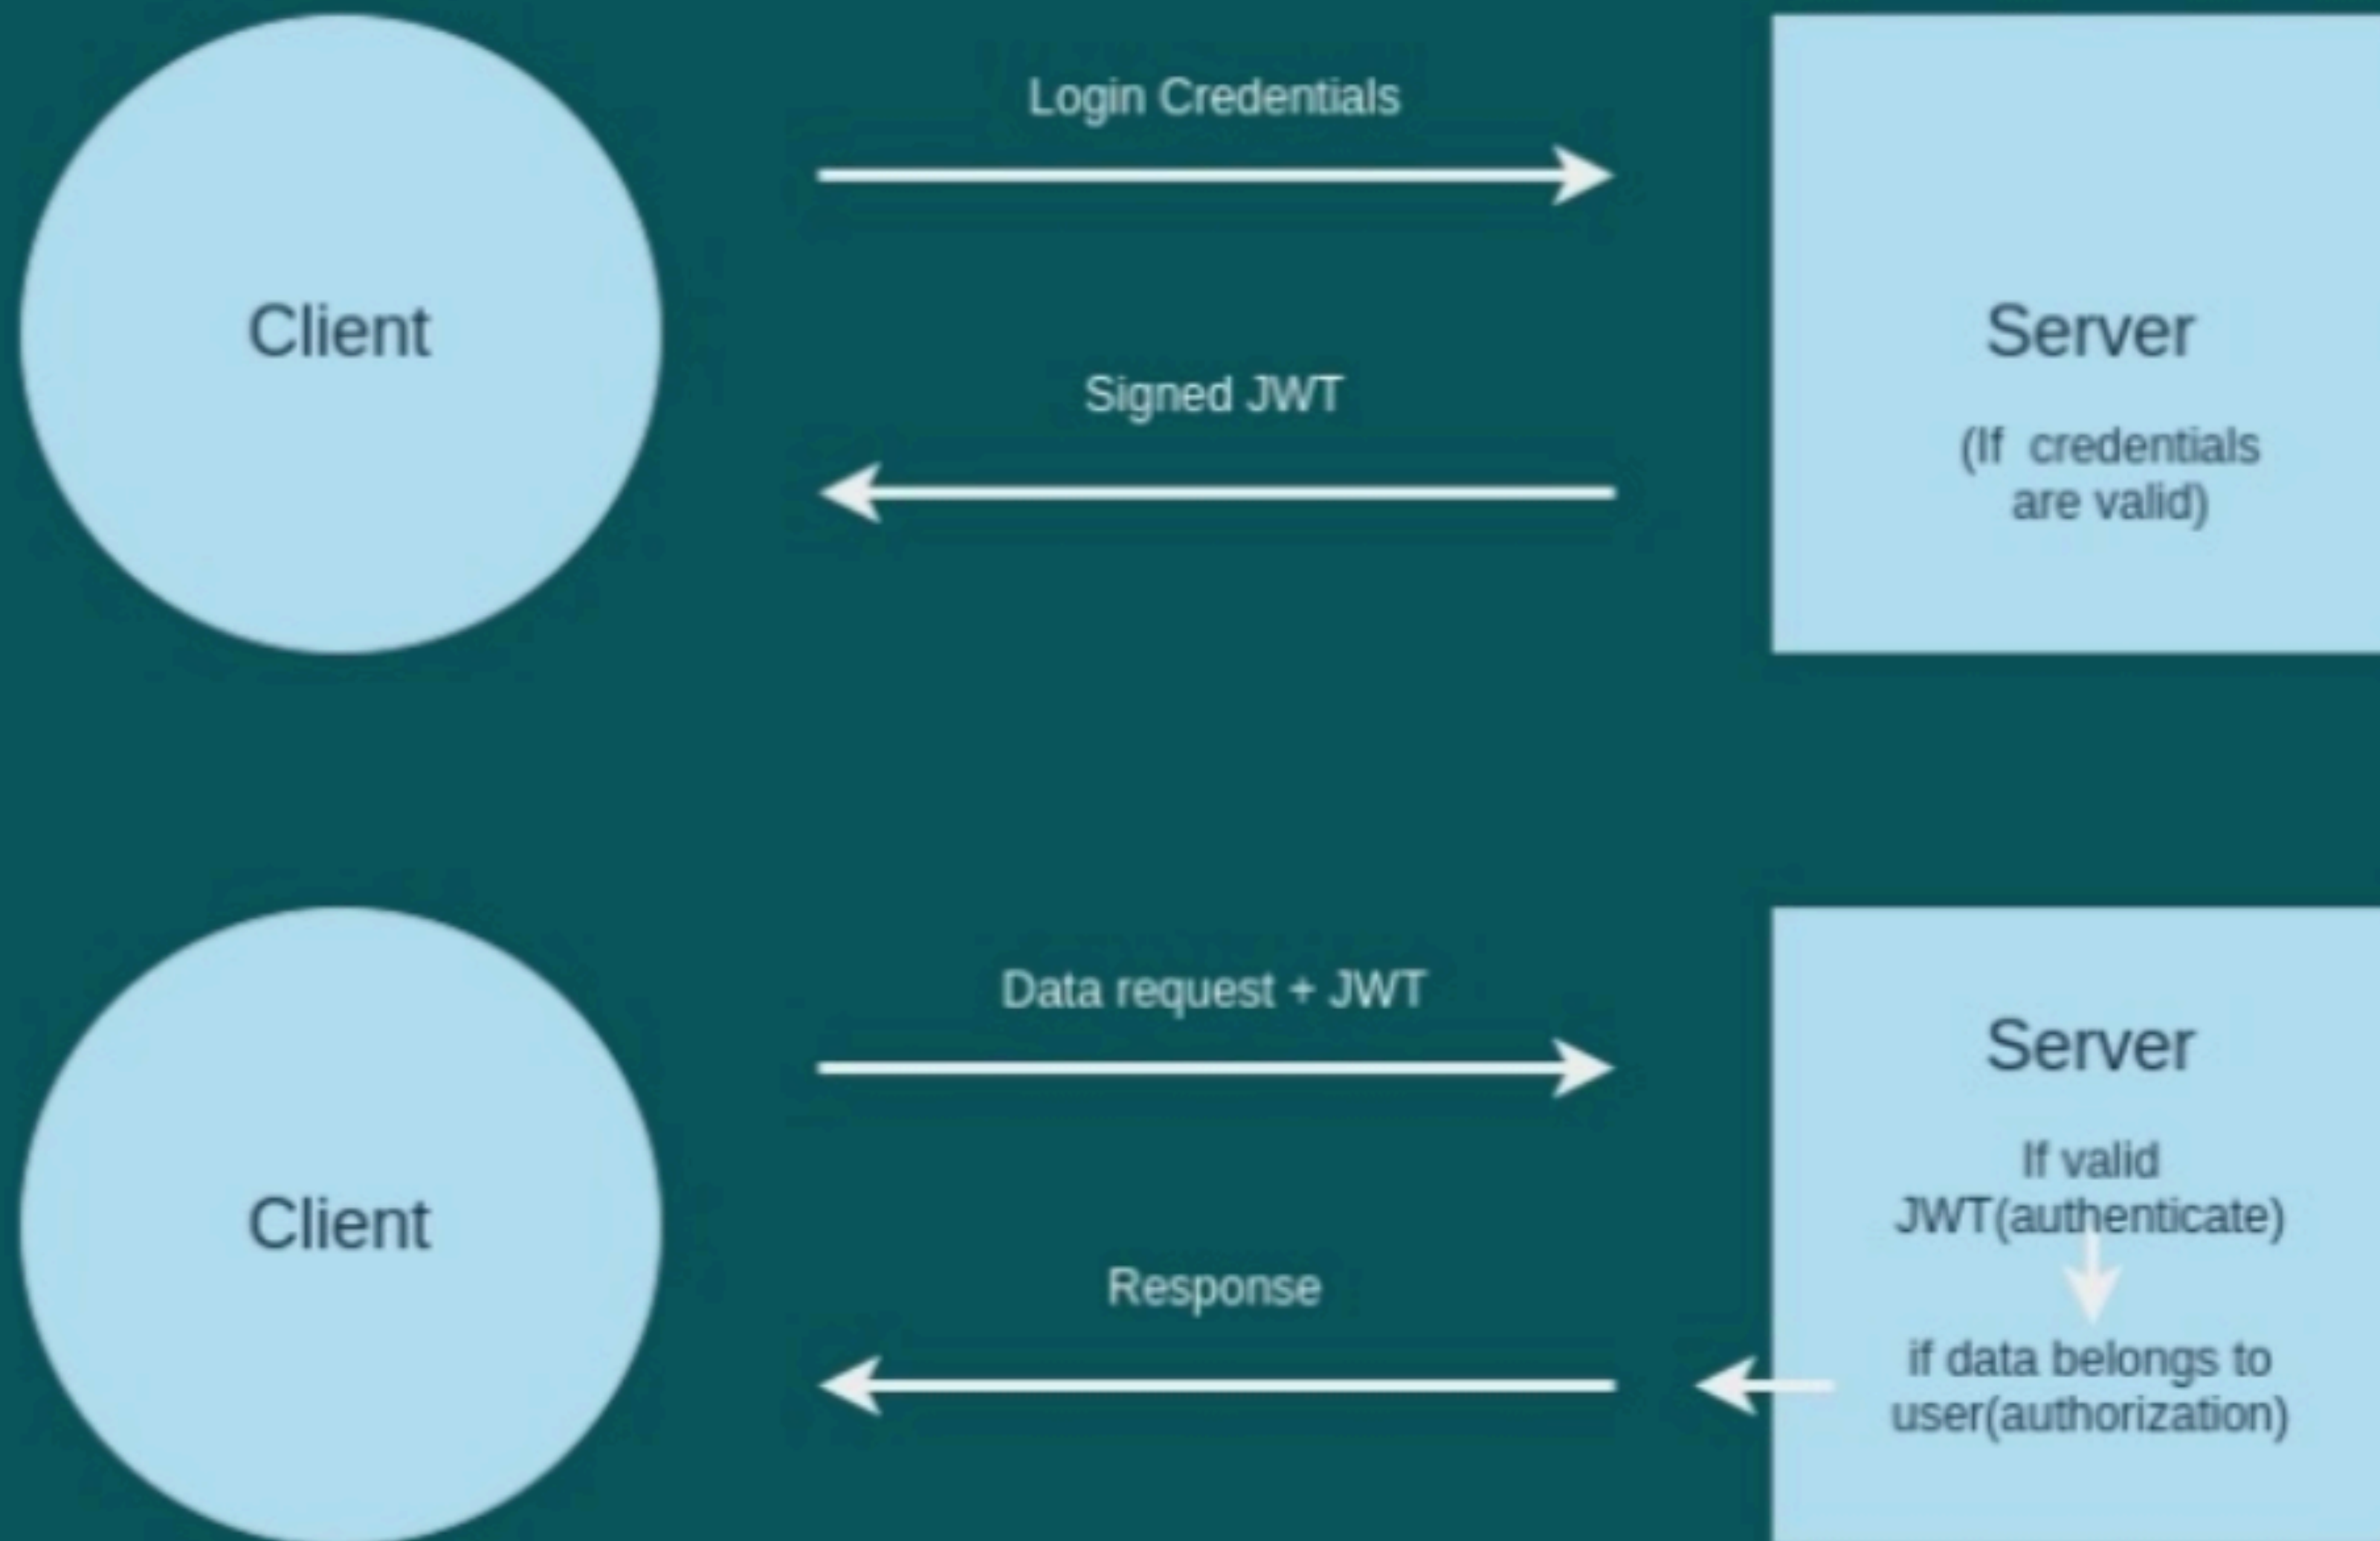 Login Credentials
Client
Server
Signed JWT
(If credentials
are valid)
Data request + JWT
Server
If valid
JWT(authenticate)
Client
Response
if data belongs to
user(authorization)